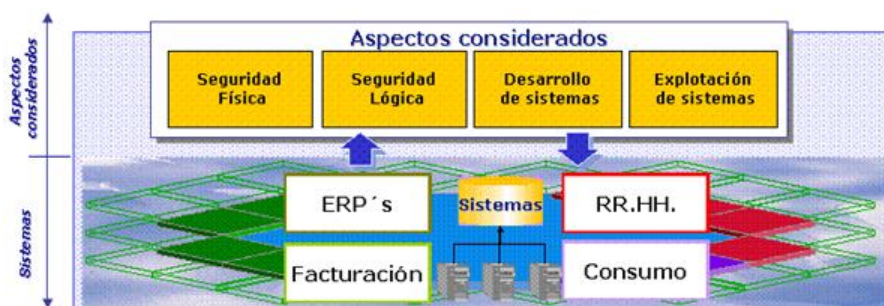 Aspectos considerados
Aspectos considerados
Seguridad
Física
Seguridad
Lógica
Desarrollo
de sistemas
Explotación
de sistemas
Sistemas
ERP´s
Sistemas
RR.HH.
Facturación
Consumo